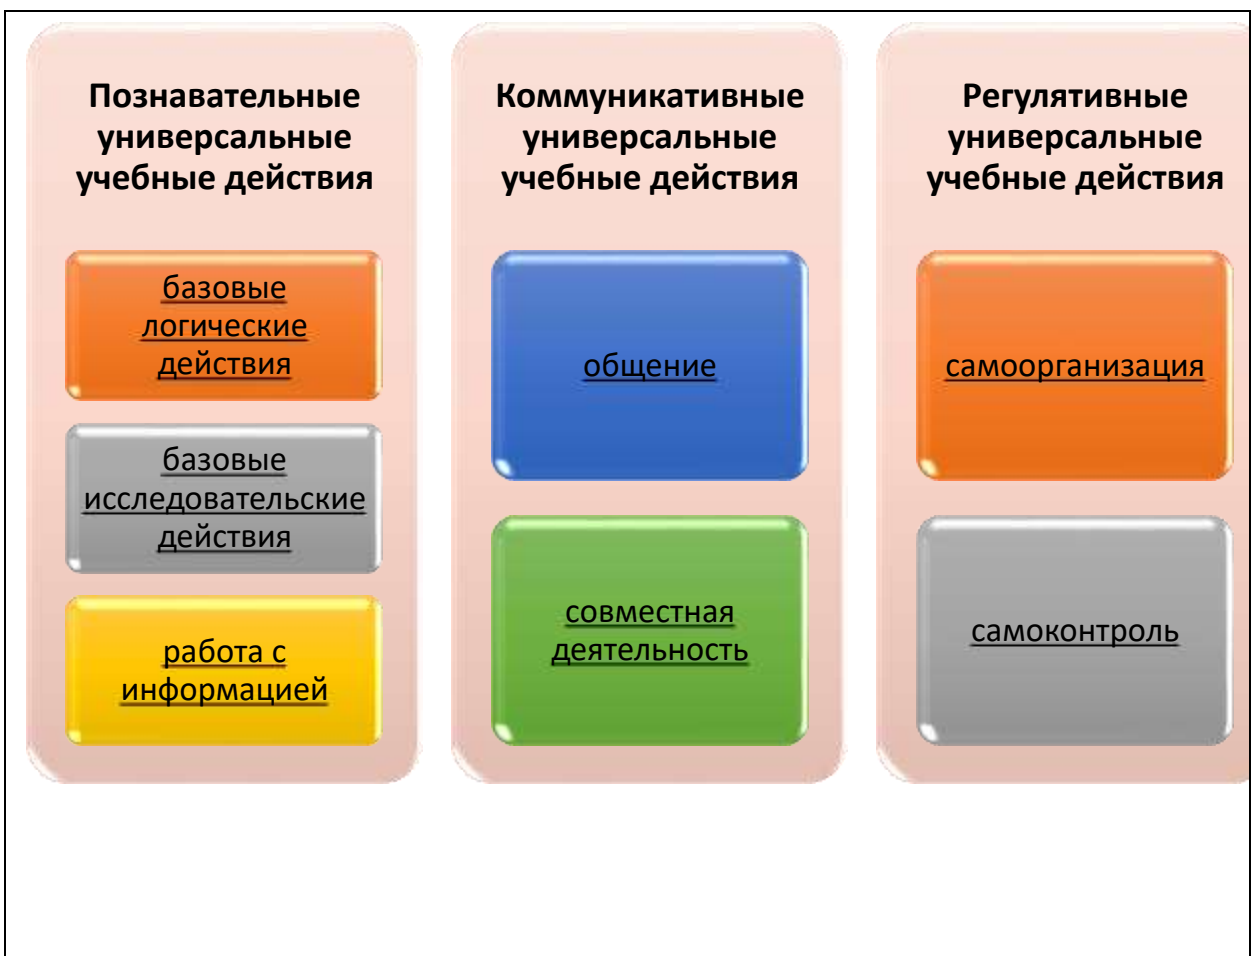 Познавательные
универсальные
учебные действия
базовые
логические
действия
базовые
исследовательские
действия
работа с
информацией
Коммуникативные
универсальные
учебные действия
общение
совместная
деятельность
Регулятивные
универсальные
учебные действия
самоорганизация
самоконтроль